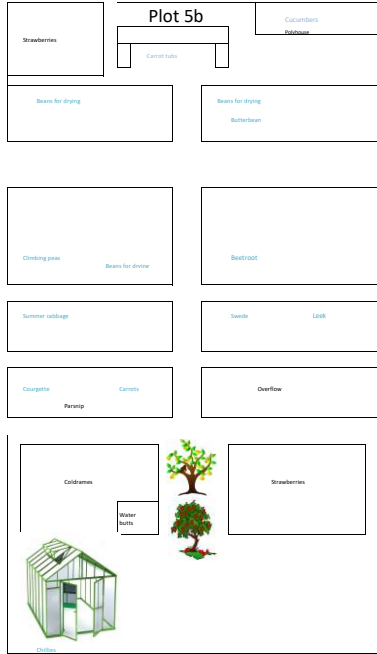 Plot 5b
Cucumbers
Polyhouse
Strawberries
Carrot tubs
Beans for drying
Beans for drying
Butterbean
Climbing peas
Beans for drying
Beetroot
Summer cabbage
Swede
Leek
Courgette
Carrots
Parsnip
Overflow
Coldrames
Strawberries
Water
butts
Chillies